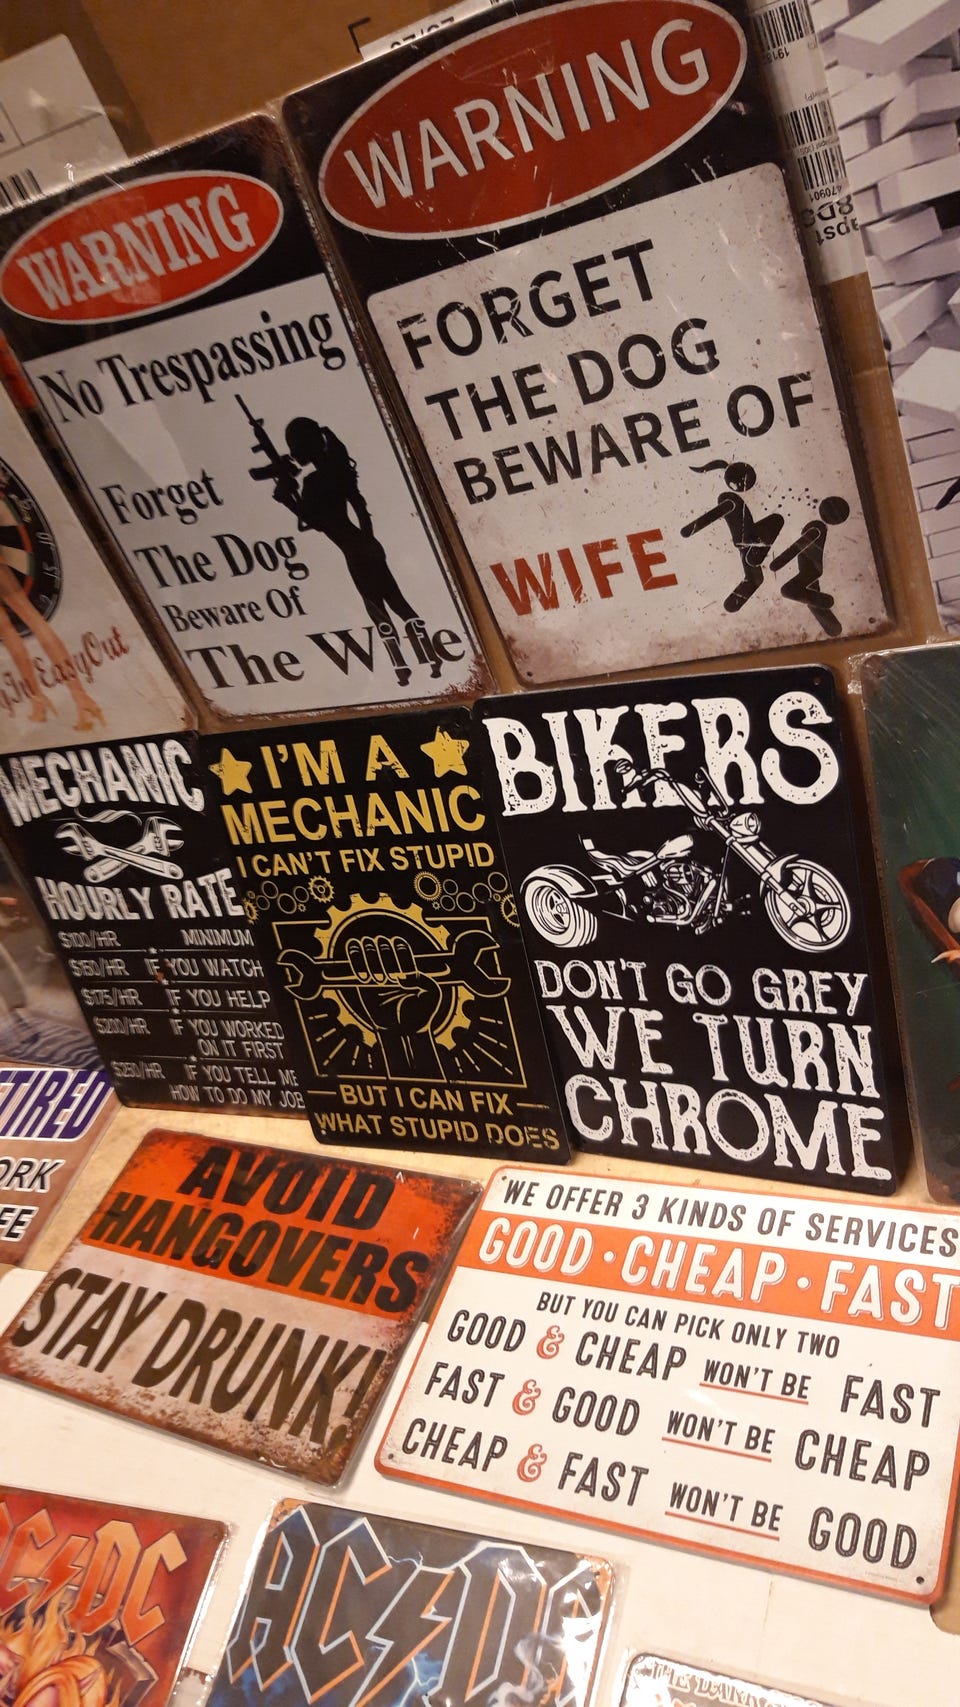 WARNING
No Trespassing
Forget
The Dog
Beware Of
The Wife
WARNING
FORGET
THE DOG
BEWARE OF
WIFE
Easy Out
MECHANIC
HOURLY RATE
$100/HR MINIMUM
$150/HR IF YOU WATCH
$175/HR IF YOU HELP
$200/HR IF YOU WORKED
ON IT FIRST
$250/HR IF YOU TELL ME
HOW TO DO MY JOB
I'M A
MECHANIC
I CAN'T FIX STUPID
BUT I CAN FIX
WHAT STUPID DOES
BIKERS
DON'T GO GREY
WE TURN
CHROME
ETIRED
ORK
EE
AVOID
HANGOVERS
STAY DRUNK!
WE OFFER 3 KINDS OF SERVICES
GOOD · CHEAP · FAST
BUT YOU CAN PICK ONLY TWO
GOOD & CHEAP WON'T BE FAST
FAST & GOOD WON'T BE CHEAP
CHEAP & FAST WON'T BE GOOD
AC/DC
AC/DC